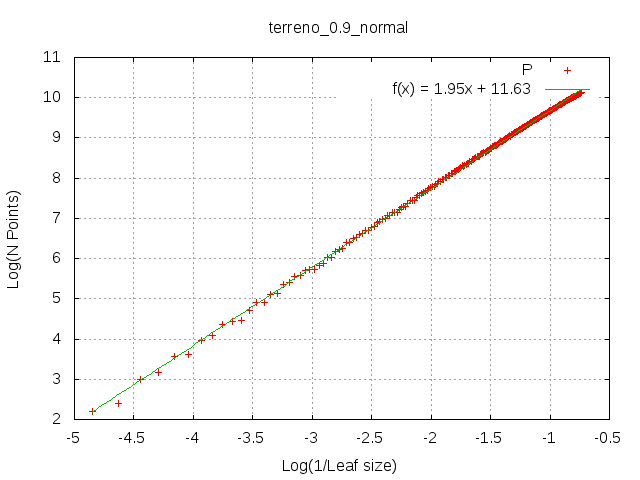 terreno_0.9_normal
11
10
9
8
7
6
5
4
3
2
Log(N Points)
P
f(x) = 1.95x + 11.63
-5 -4.5 -4 -3.5 -3 -2.5 -2 -1.5 -1 -0.5
Log(1/Leaf size)